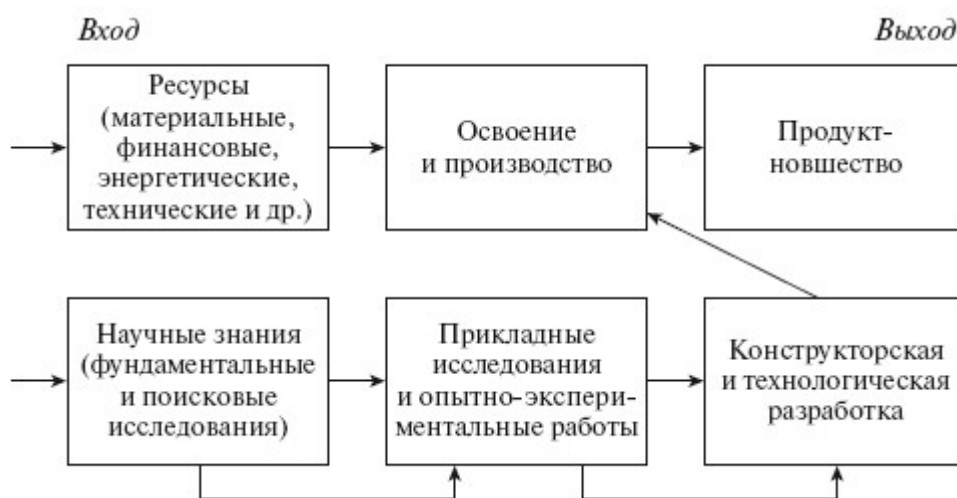 Вход
Выход
Ресурсы
(материальные,
финансовые,
энергетические,
технические и др.)
Освоение
и производство
Продукт-
новшество
Научные знания
(фундаментальные
и поисковые
исследования)
Прикладные
исследования
и опытно-экспери-
ментальные работы
Конструкторская
и технологическая
разработка